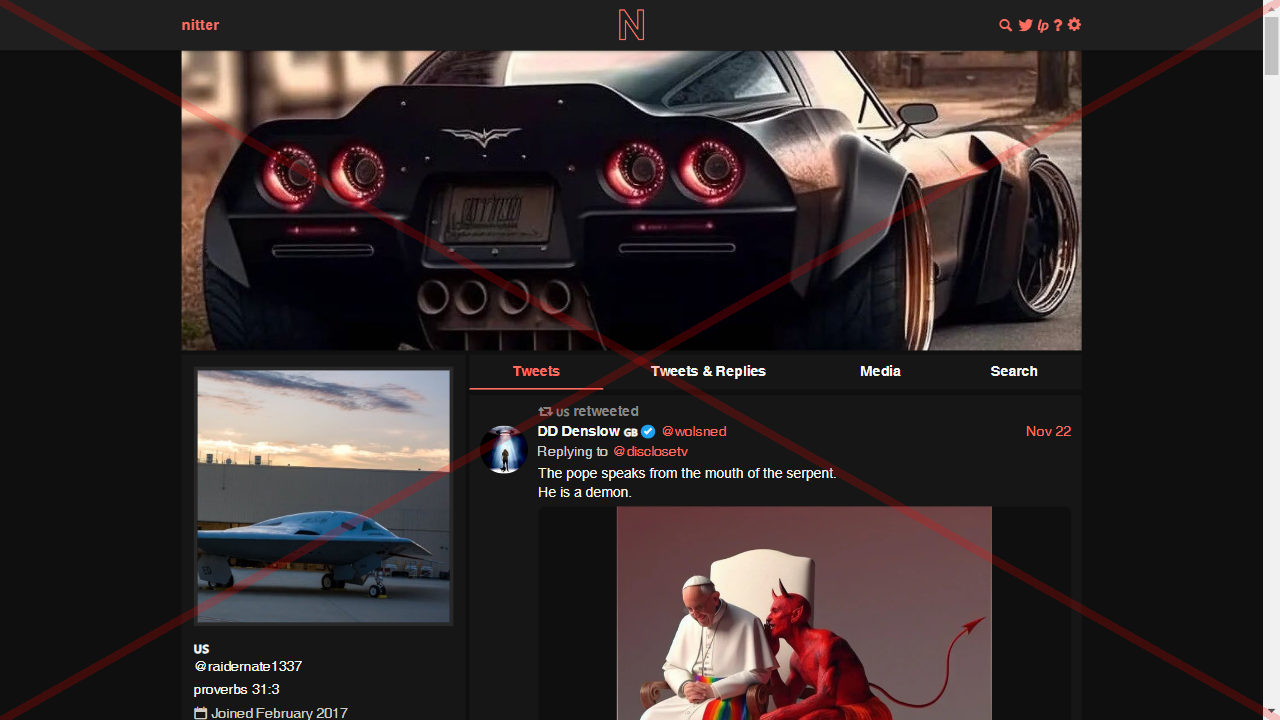 nitter
N
lp ?
Tweets
Tweets & Replies
Media
Search
US retweeted
DD Denslow GB @wolsned
Nov 22
Replying to @disclosetv
The pope speaks from the mouth of the serpent.
He is a demon.
US
@raidernate1337
proverbs 31:3
Joined February 2017